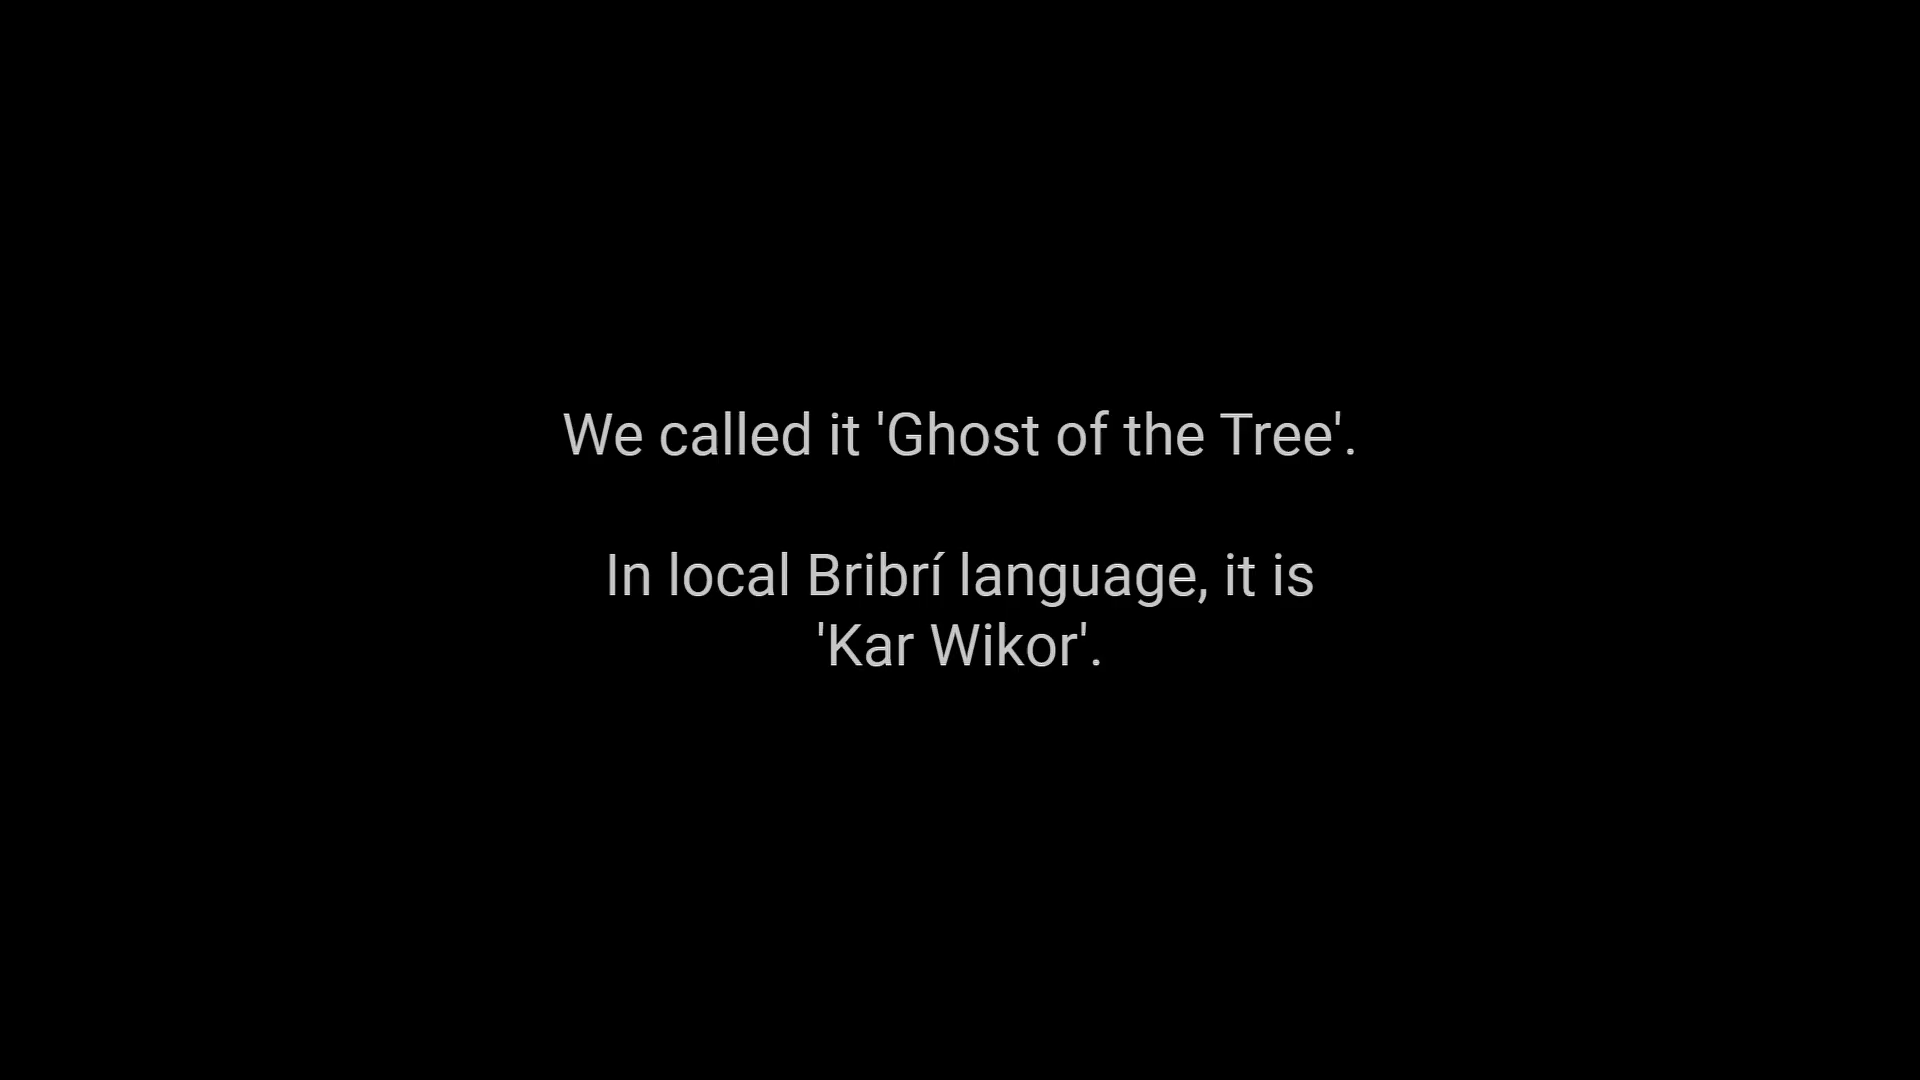 We called it 'Ghost of the Tree'.
In local Bribrí language, it is
'Kar Wikor'.